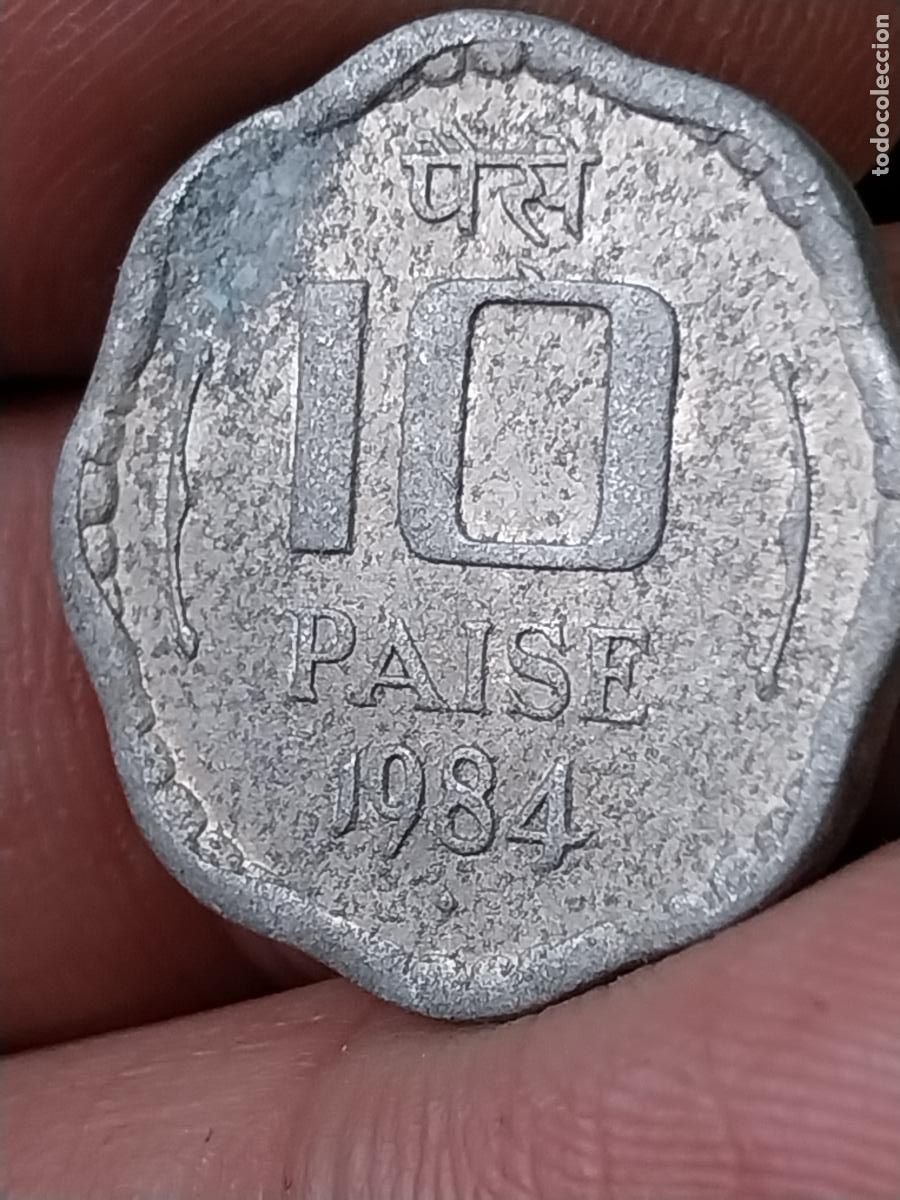 पैसे
10
PAISE
1984
todocoleccion